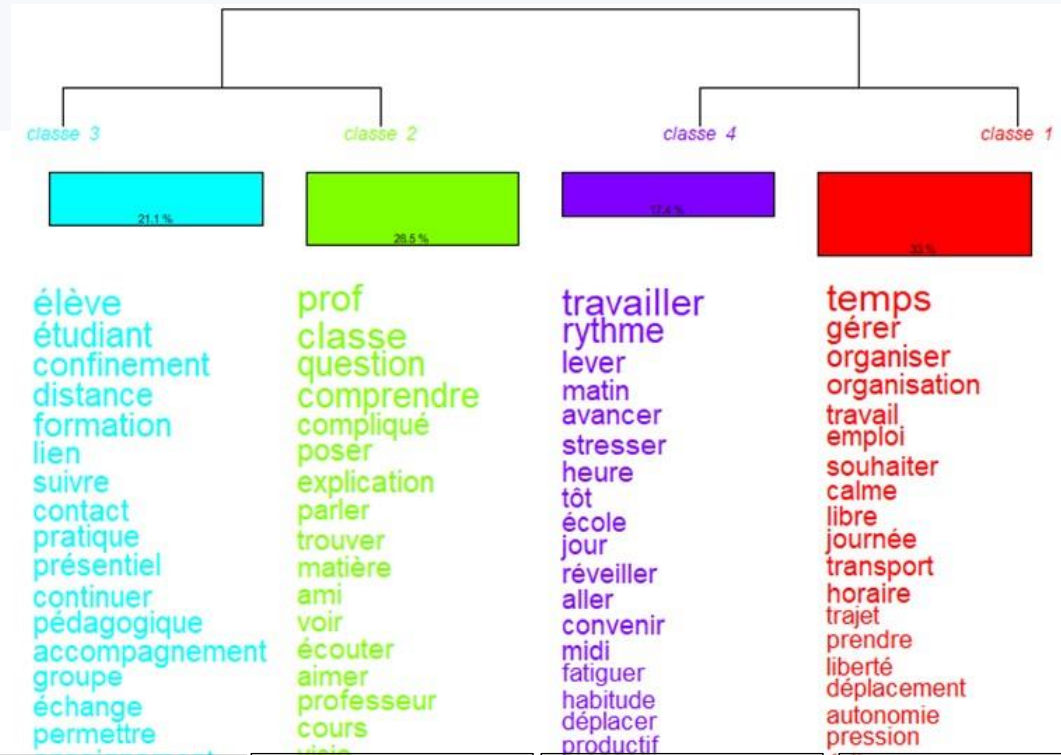 classe 3
classe 2
classe 4
classe 1
21.1 %
28.5 %
17.4 %
33 %
élève
étudiant
confinement
distance
formation
lien
suivre
contact
pratique
présentiel
continuer
pédagogique
accompagnement
groupe
échange
permettre
prof
classe
question
comprendre
compliqué
poser
explication
parler
trouver
matière
ami
voir
écouter
aimer
professeur
cours
travailler
rythme
lever
matin
avancer
stresser
heure
tôt
école
jour
réveiller
aller
convenir
midi
fatiguer
habitude
déplacer
productif
temps
gérer
organiser
organisation
travail
emploi
souhaiter
calme
libre
journée
transport
horaire
trajet
prendre
liberté
déplacement
autonomie
pression